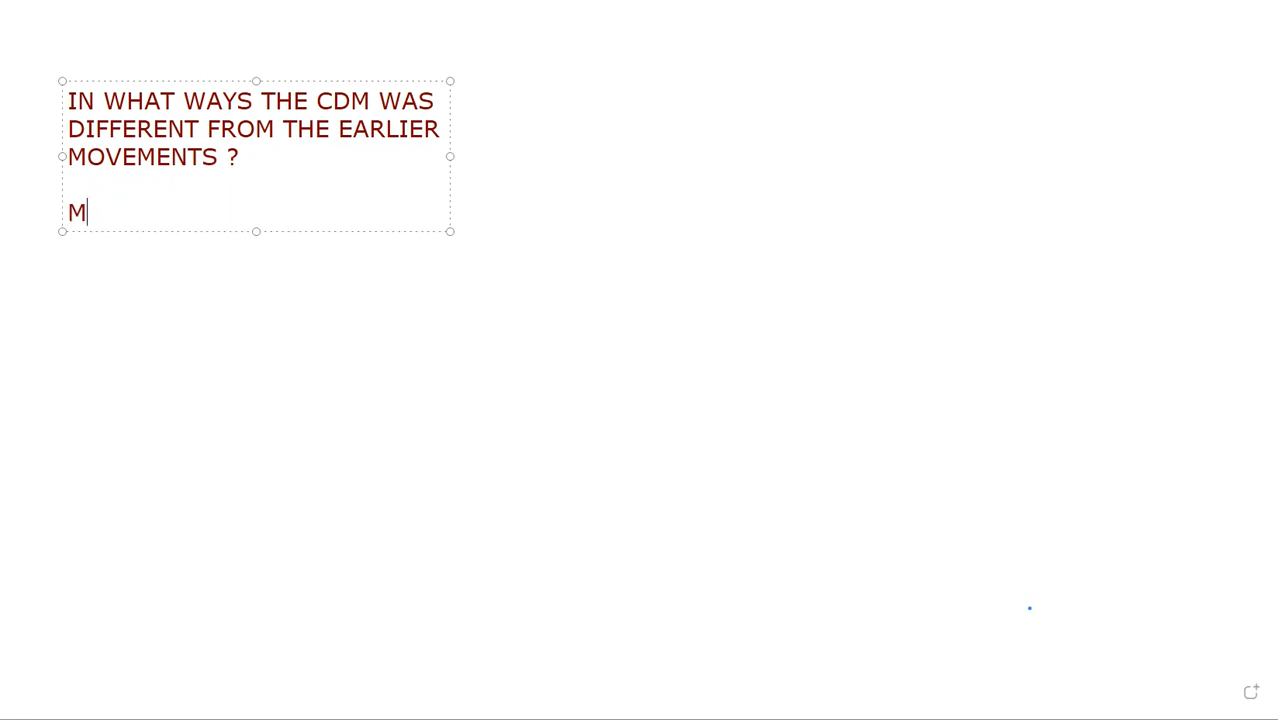 IN WHAT WAYS THE CDM WAS
DIFFERENT FROM THE EARLIER
MOVEMENTS ?
M